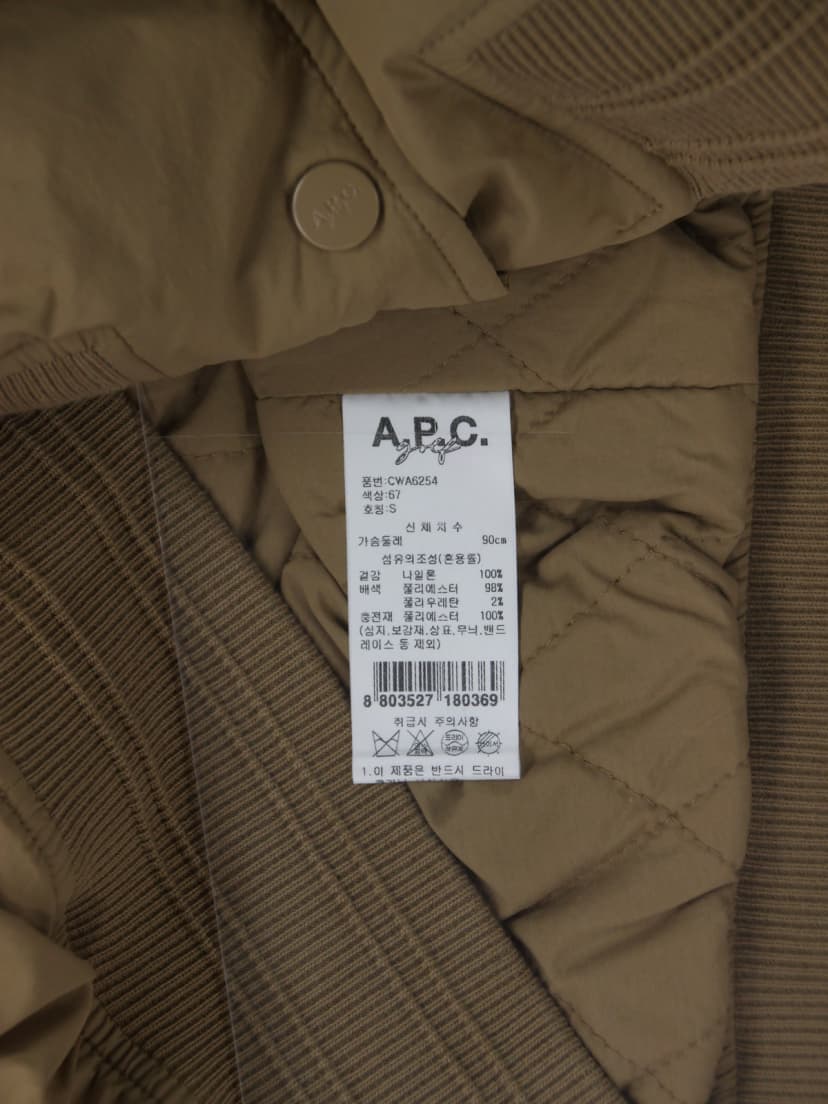 A.P.C.
A.P.C.
golf
품번:CWA6254
색상:67
호칭:S
신체치수
가슴둘레 90cm
섬유의조성(혼용률)
겉감 나일론 100%
배색 폴리에스터 98%
폴리우레탄 2%
충전재 폴리에스터 100%
(심지,보강재,상표,무늬,밴드
레이스 등 제외)
8 803527 180369
취급시 주의사항
드라이
1.이 제품은 반드시 드라이